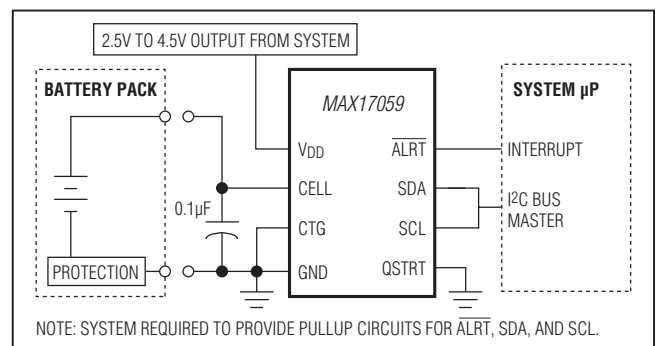 2.5V TO 4.5V OUTPUT FROM SYSTEM
BATTERY PACK
MAX17059
SYSTEM µP
VDD
ALRT
INTERRUPT
CELL
SDA
I2C BUS
MASTER
0.1µF
CTG
SCL
PROTECTION
GND
QSTRT
NOTE: SYSTEM REQUIRED TO PROVIDE PULLUP CIRCUITS FOR ALRT, SDA, AND SCL.